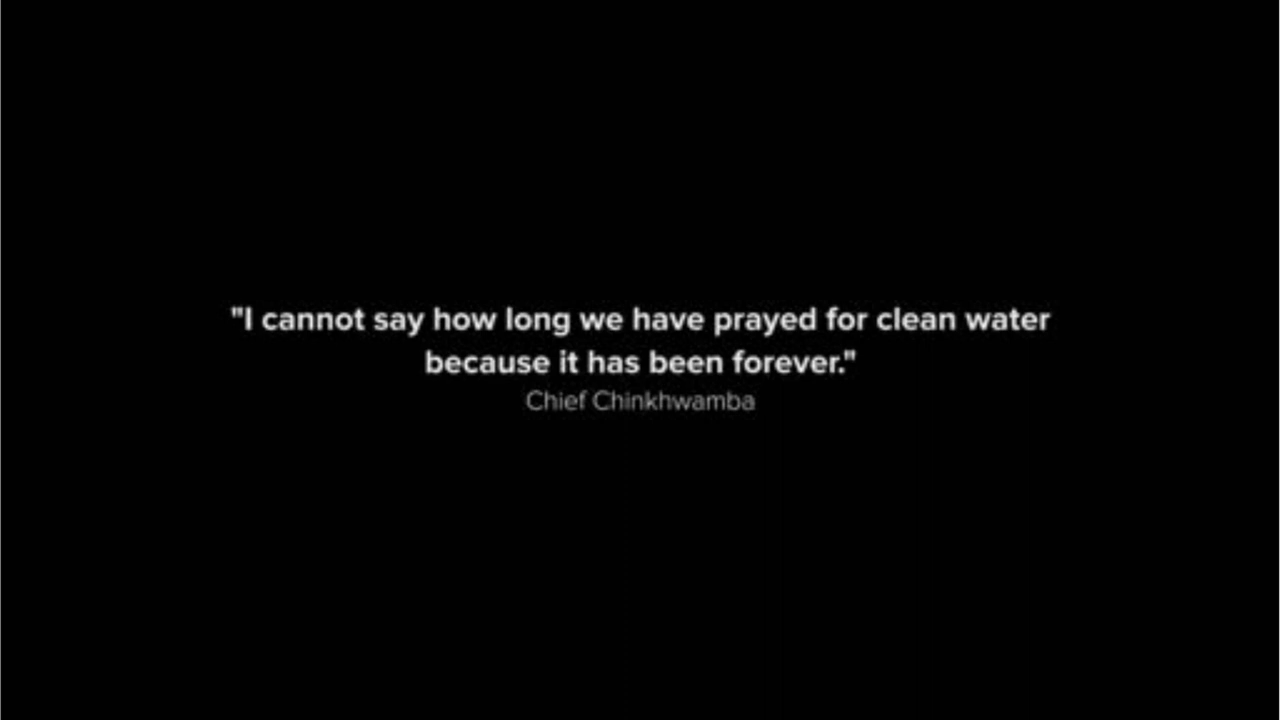 "I cannot say how long we have prayed for clean water
because it has been forever."
Chief Chinkhwamba